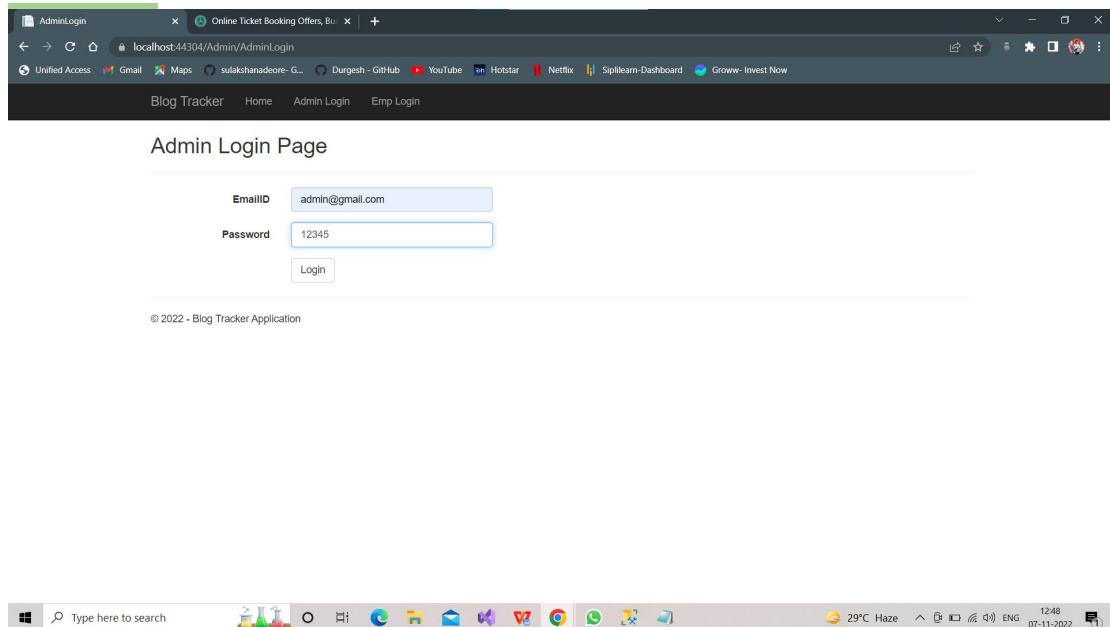 AdminLogin
Online Ticket Booking Offers, Bu
localhost:44304/Admin/AdminLogin
Unified Access Gmail Maps sulakshanadeore- G... Durgesh - GitHub YouTube Hotstar Netflix Siplilearn-Dashboard Groww- Invest Now
Blog Tracker Home Admin Login Emp Login
Admin Login Page
EmailID admin@gmail.com
Password 12345
Login
© 2022 - Blog Tracker Application
Type here to search 29°C Haze ENG 12:48
07-11-2022